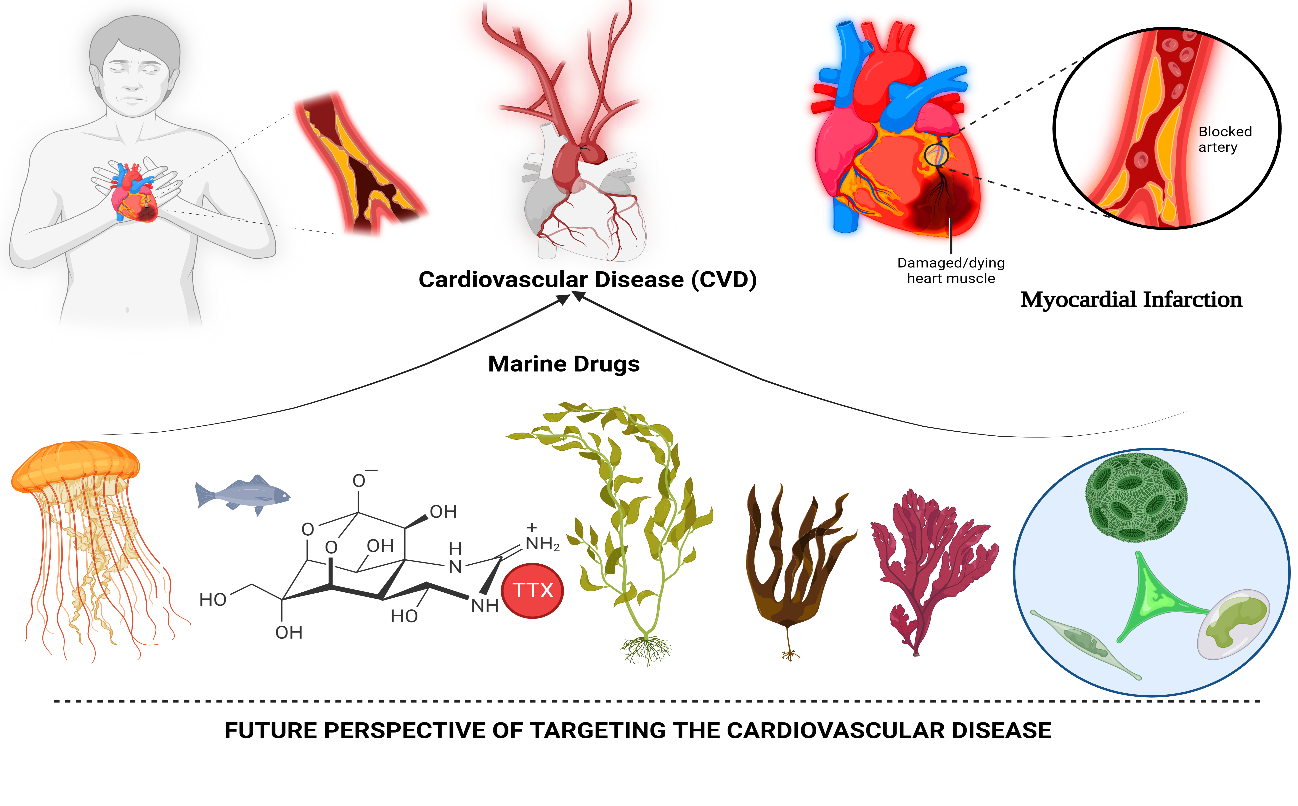 Blocked
artery
Damaged/dying
heart muscle
Cardiovascular Disease (CVD)
Myocardial Infarction
Marine Drugs
O⁻
OH
O
O
OH
H
N
+
NH₂
HO
NH
TTX
HO
OH
FUTURE PERSPECTIVE OF TARGETING THE CARDIOVASCULAR DISEASE